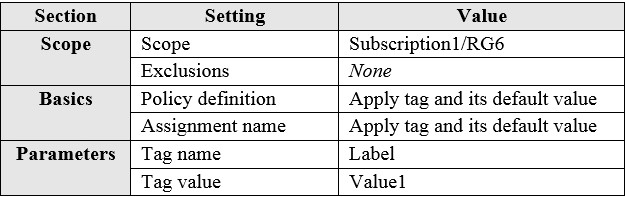 Section Setting Value
Scope Scope Subscription1/RG6
Exclusions None
Basics Policy definition Apply tag and its default value
Assignment name Apply tag and its default value
Parameters Tag name Label
Tag value Value1